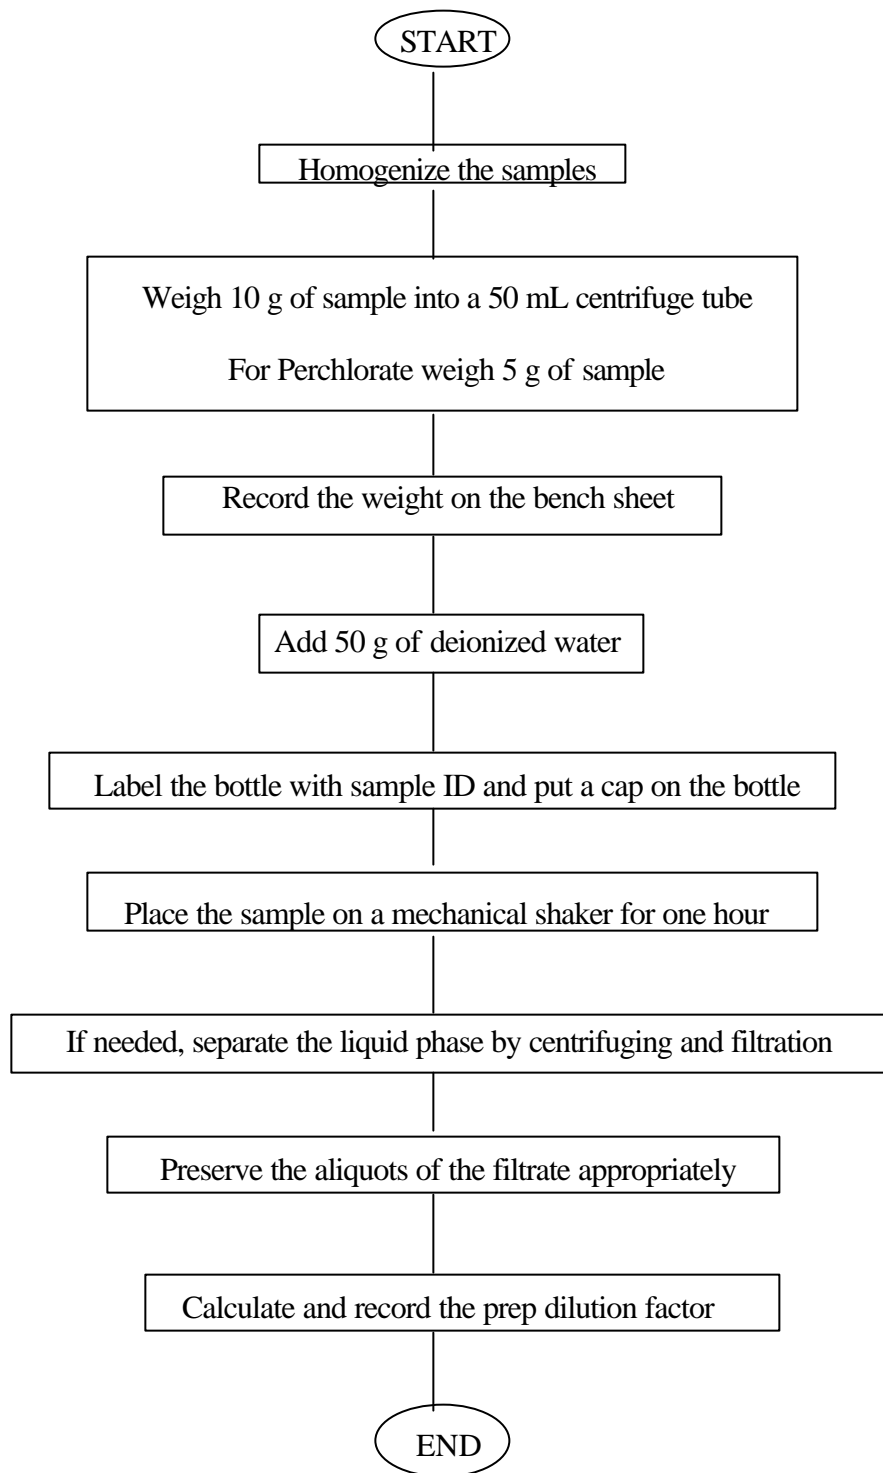 START
Homogenize the samples
Weigh 10 g of sample into a 50 mL centrifuge tube
For Perchlorate weigh 5 g of sample
Record the weight on the bench sheet
Add 50 g of deionized water
Label the bottle with sample ID and put a cap on the bottle
Place the sample on a mechanical shaker for one hour
If needed, separate the liquid phase by centrifuging and filtration
Preserve the aliquots of the filtrate appropriately
Calculate and record the prep dilution factor
END